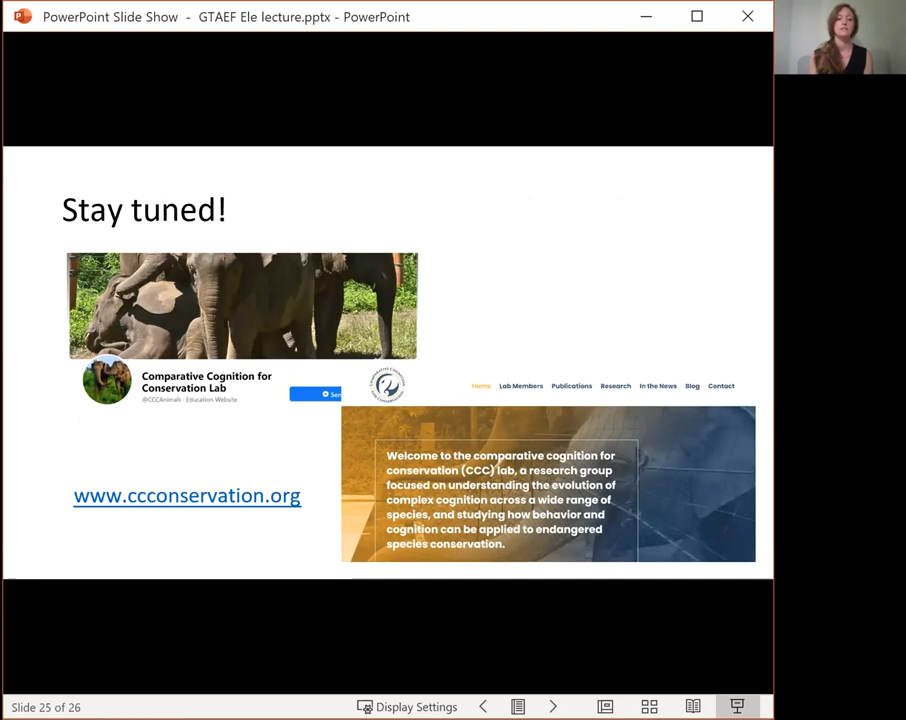 PowerPoint Slide Show - GTAEF Ele lecture.pptx - PowerPoint
Stay tuned!
Comparative Cognition for
Conservation Lab
@CCCAnimals · Education Website
Home Lab Members Publications Research In the News Blog Contact
Welcome to the comparative cognition for
conservation (CCC) lab, a research group
focused on understanding the evolution of
complex cognition across a wide range of
species, and studying how behavior and
cognition can be applied to endangered
species conservation.
www.ccconservation.org
Slide 25 of 26
Display Settings